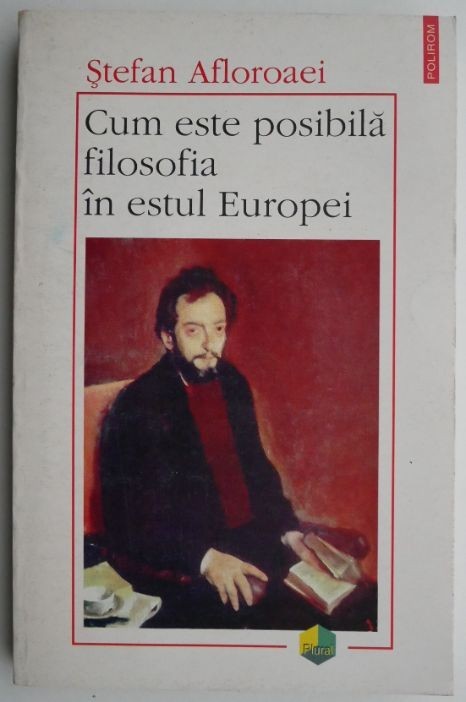 POLIROM
Ştefan Afloroaei
Cum este posibilă
filosofia
în estul Europei
Plural